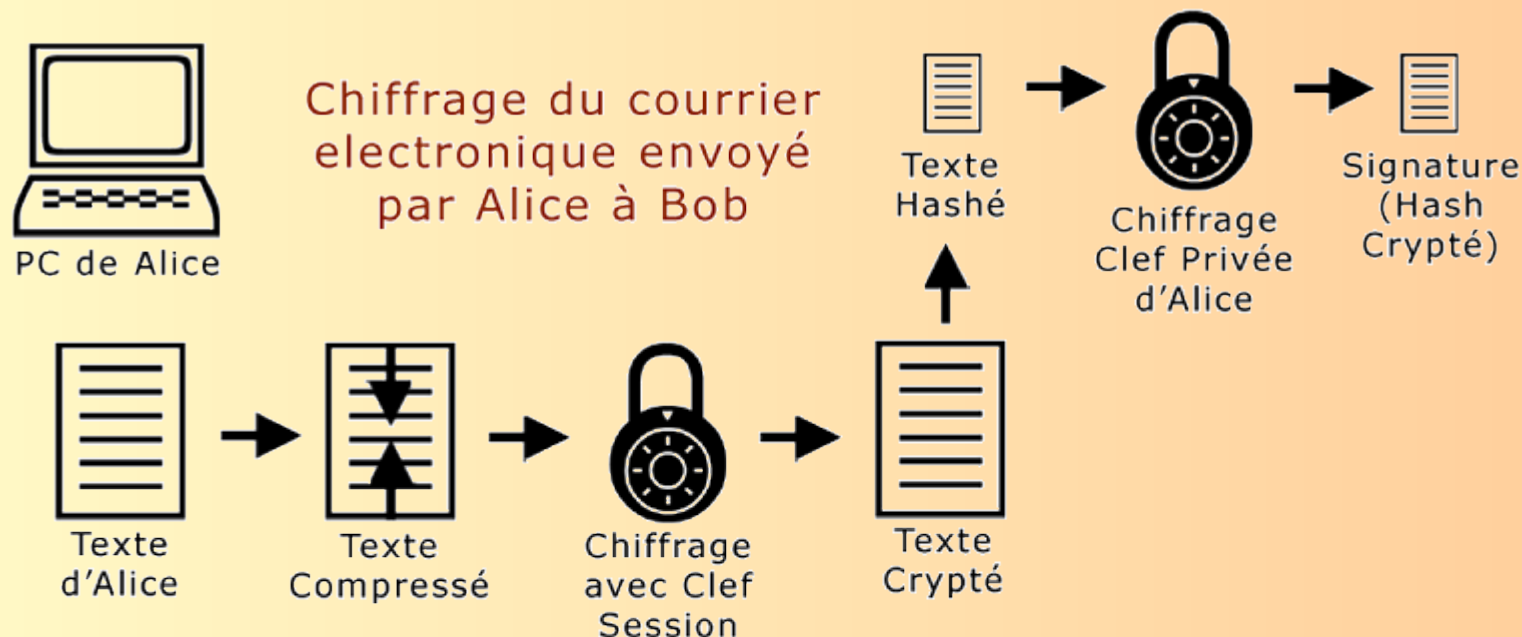 Chiffrage du courrier
electronique envoyé
par Alice à Bob
PC de Alice
Texte
Hashé
Chiffrage
Clef Privée
d'Alice
Signature
(Hash
Crypté)
Texte
d'Alice
Texte
Compressé
Chiffrage
avec Clef
Session
Texte
Crypté